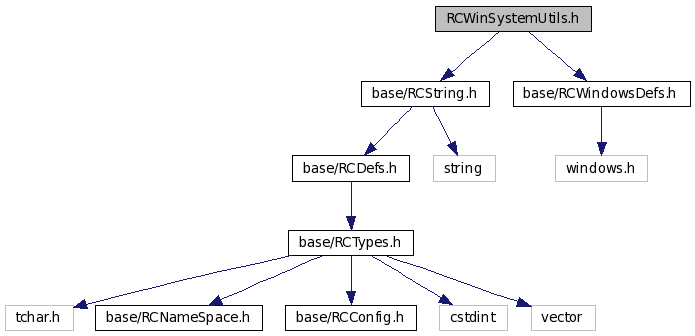 RCWinSystemUtils.h
base/RCString.h
base/RCWindowsDefs.h
base/RCDefs.h
string
windows.h
base/RCTypes.h
tchar.h
base/RCNameSpace.h
base/RCConfig.h
cstdint
vector